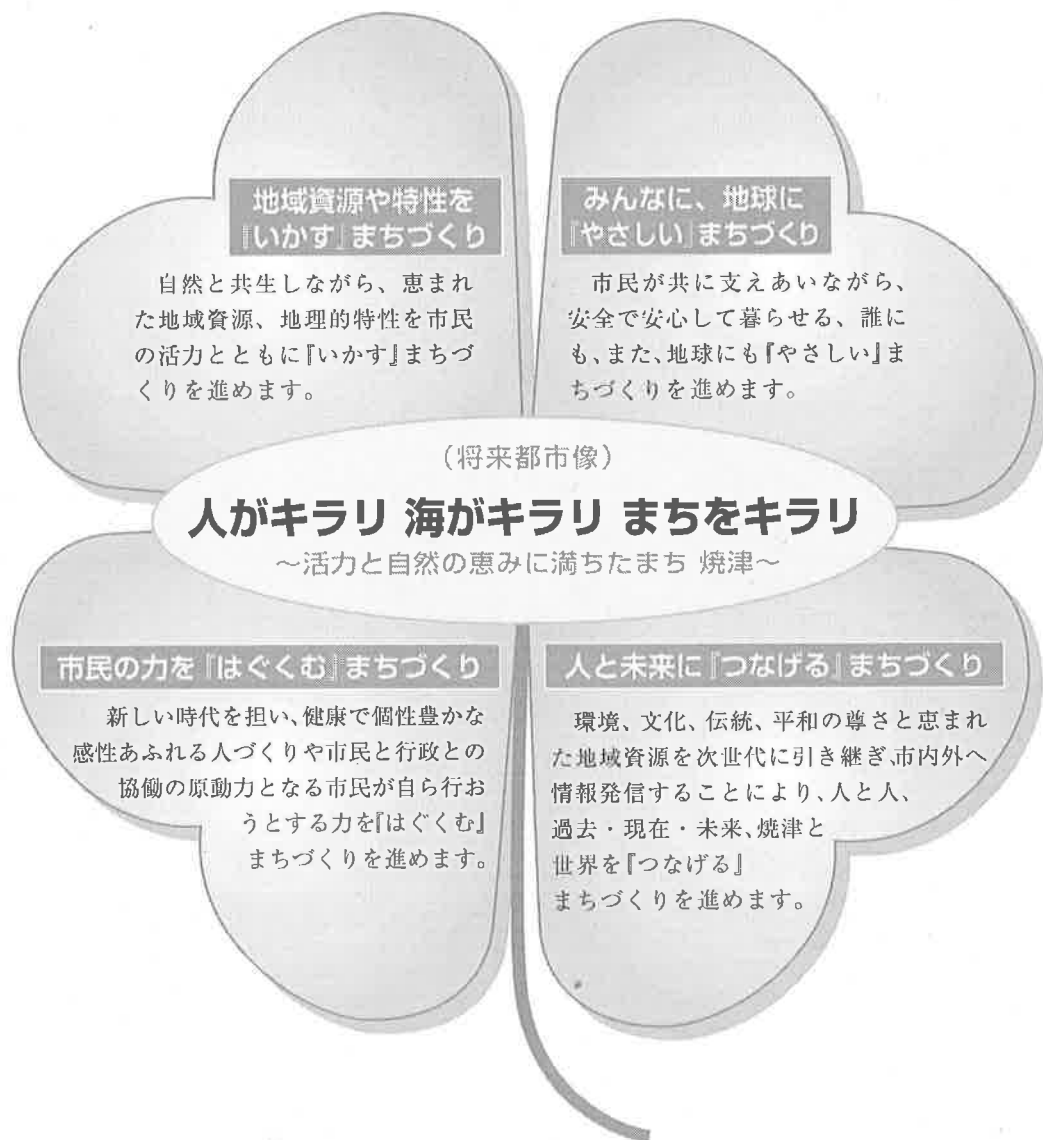 地域資源や特性を
『いかす』まちづくり
自然と共生しながら、恵まれ
た地域資源、地理的特性を市民
の活力とともに『いかす』まちづ
くりを進めます。
みんなに、地球に
『やさしい』まちづくり
市民が共に支えあいながら、
安全で安心して暮らせる、誰に
も、また、地球にも『やさしい』ま
ちづくりを進めます。
(将来都市像)
人がキラリ 海がキラリ まちをキラリ
～活力と自然の恵みに満ちたまち 焼津～
市民の力を『はぐくむ』まちづくり
新しい時代を担い、健康で個性豊かな
感性あふれる人づくりや市民と行政との
協働の原動力となる市民が自ら行お
うとする力を『はぐくむ』
まちづくりを進めます。
人と未来に『つなげる』まちづくり
環境、文化、伝統、平和の尊さと恵まれ
た地域資源を次世代に引き継ぎ、市内外へ
情報発信することにより、人と人、
過去・現在・未来、焼津と
世界を『つなげる』
まちづくりを進めます。